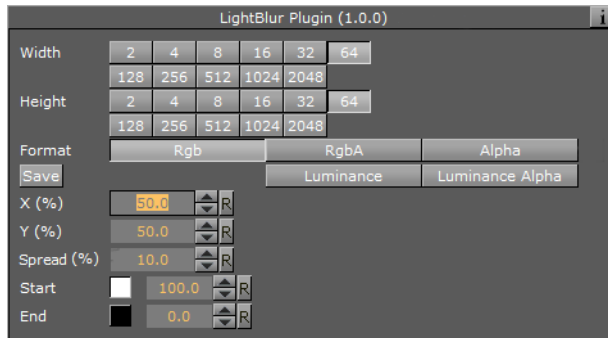 LightBlur Plugin (1.0.0) i
Width 2 4 8 16 32 64
128 256 512 1024 2048
Height 2 4 8 16 32 64
128 256 512 1024 2048
Format Rgb RgbA Alpha
Save Luminance Luminance Alpha
X (%) 50.0 R
Y (%) 50.0 R
Spread (%) 10.0 R
Start 100.0 R
End 0.0 R